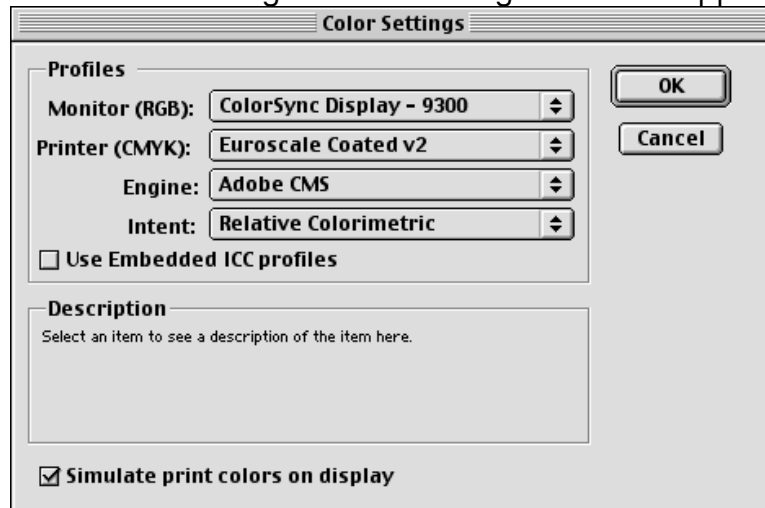 Color Settings
Profiles
Monitor (RGB): ColorSync Display - 9300
OK
Printer (CMYK): Euroscale Coated v2
Cancel
Engine: Adobe CMS
Intent: Relative Colorimetric
Use Embedded ICC profiles
Description
Select an item to see a description of the item here.
Simulate print colors on display